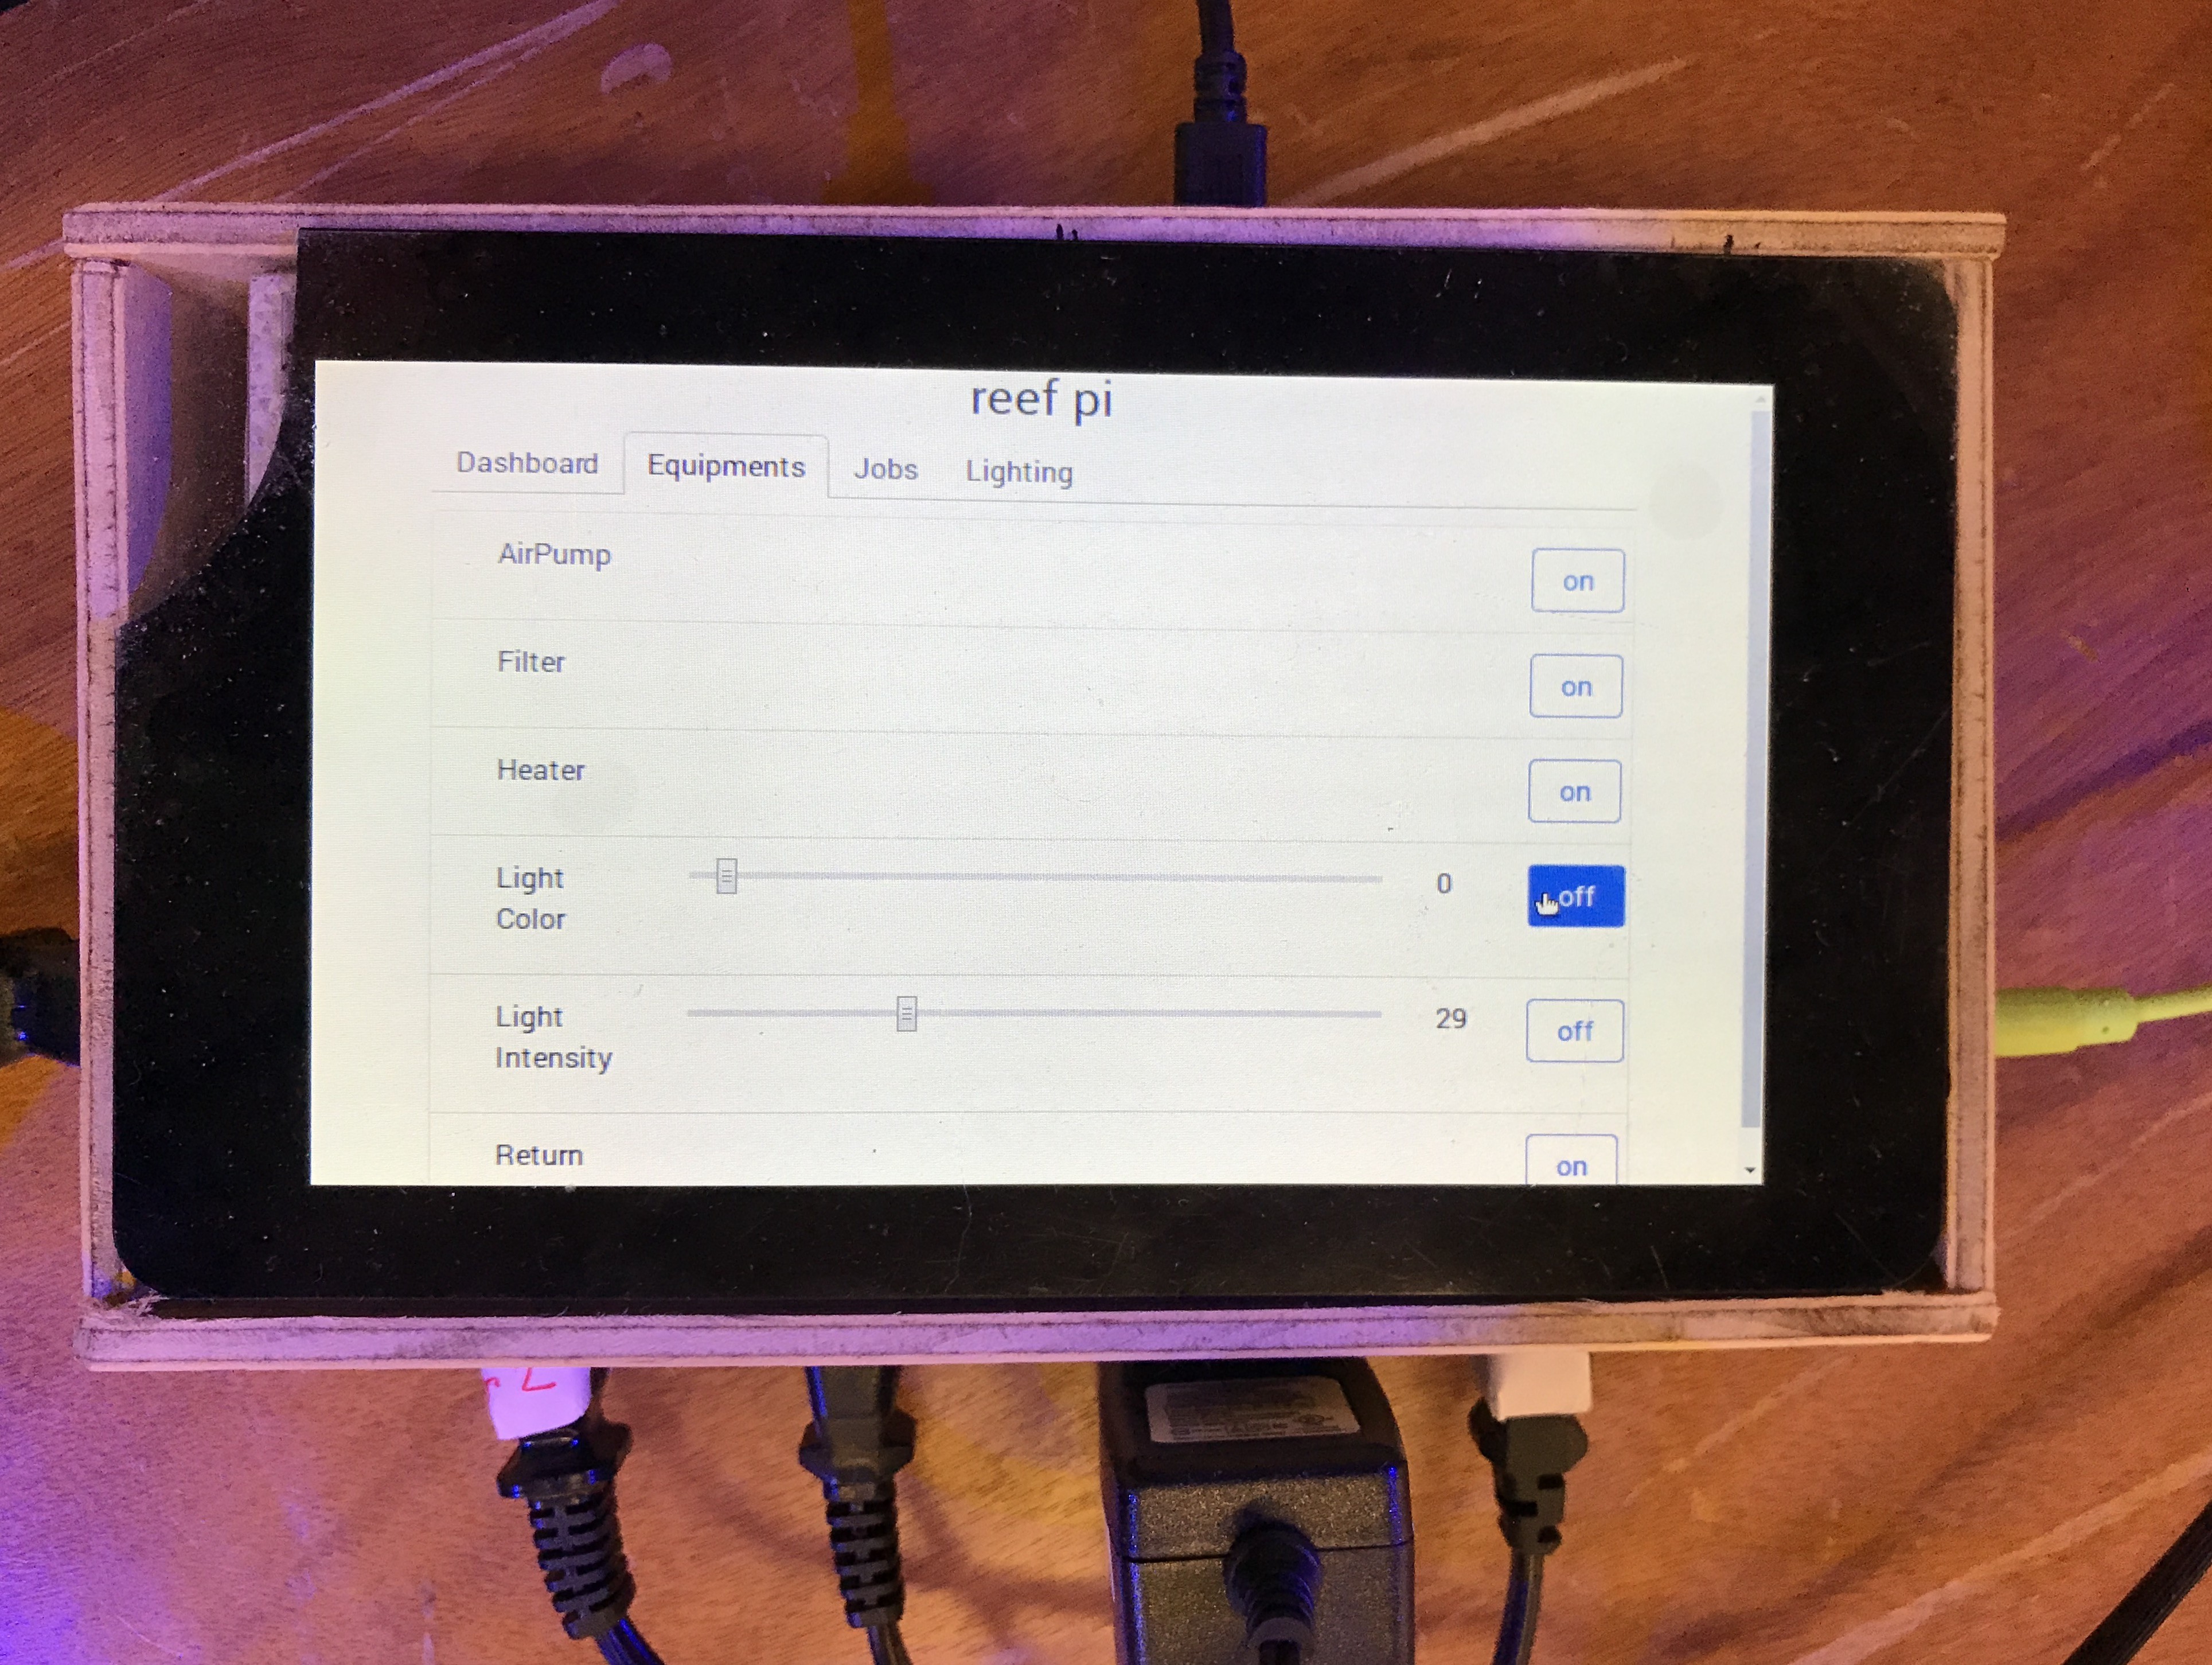 reef pi
Dashboard Equipments Jobs Lighting
AirPump on
Filter on
Heater on
Light 0 off
Color
Light 29 off
Intensity
Return on